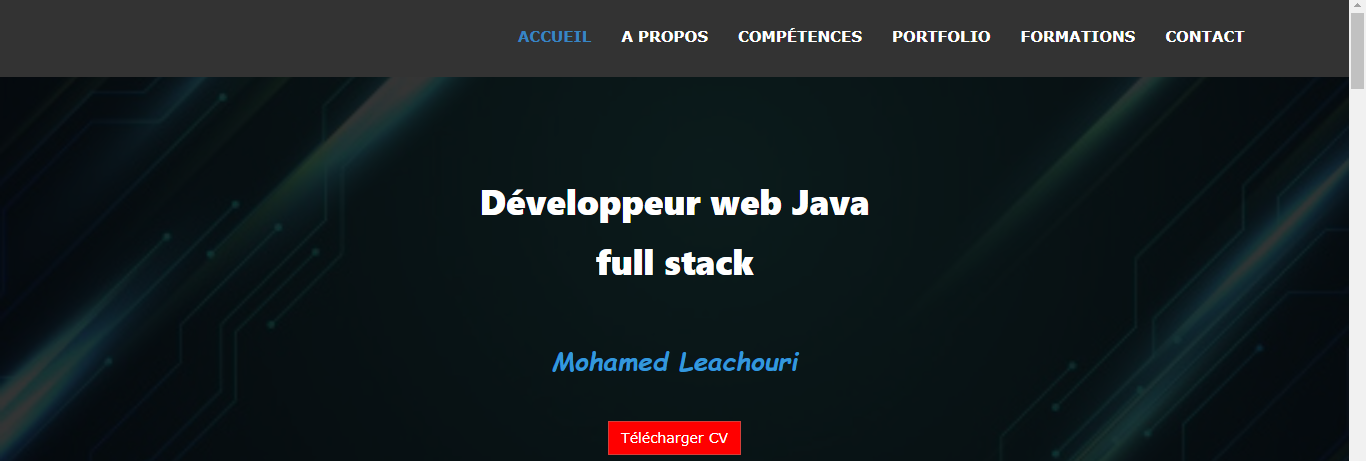 ACCUEIL A PROPOS COMPÉTENCES PORTFOLIO FORMATIONS CONTACT
Développeur web Java
full stack
Mohamed Leachouri
Télécharger CV